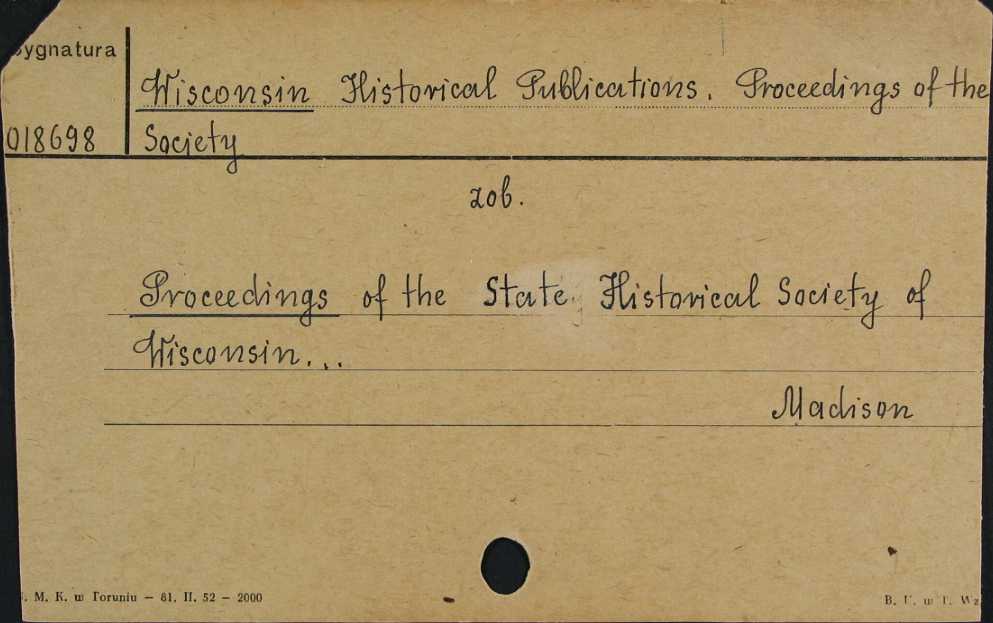 Sygnatura
Wisconsin Historical Publications. Proceedings of the
018698 Society
zob.
Proceedings of the State Historical Society of
Wisconsin...
Madison
M. K. w Toruniu — 61. II. 52 — 2000
B. U. w T. Wz